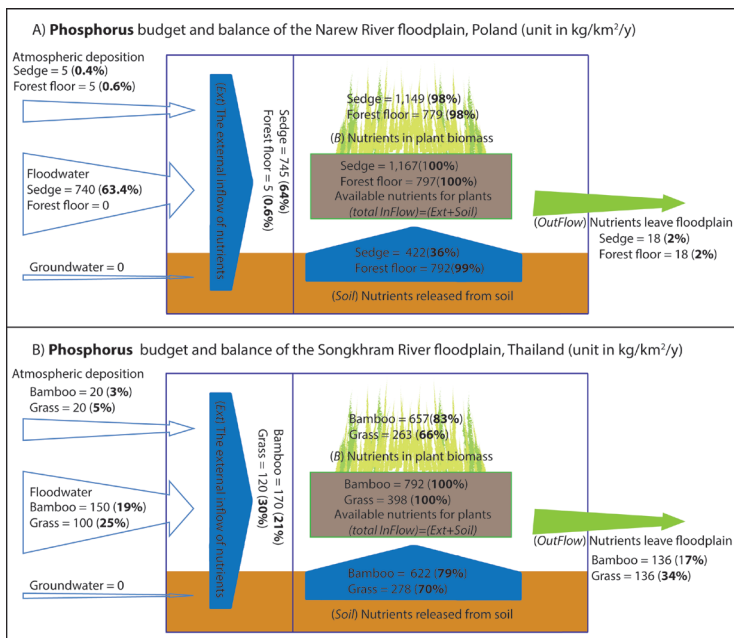 A) Phosphorus budget and balance of the Narew River floodplain, Poland (unit in kg/km²/y)
Atmospheric deposition
Sedge = 5 (0.4%)
Forest floor = 5 (0.6%)
Floodwater
Sedge = 740 (63.4%)
Forest floor = 0
Groundwater = 0
(Ext) The external inflow of nutrients
Sedge = 745 (64%)
Forest floor = 5 (0.6%)
Sedge = 1,149 (98%)
Forest floor = 779 (98%)
(B) Nutrients in plant biomass
Sedge = 1,167(100%)
Forest floor = 797(100%)
Available nutrients for plants
(total InFlow)=(Ext+Soil)
Sedge = 422(36%)
Forest floor = 792(99%)
(Soil) Nutrients released from soil
(OutFlow) Nutrients leave floodplain
Sedge = 18 (2%)
Forest floor = 18 (2%)
B) Phosphorus budget and balance of the Songkhram River floodplain, Thailand (unit in kg/km²/y)
Atmospheric deposition
Bamboo = 20 (3%)
Grass = 20 (5%)
Floodwater
Bamboo = 150 (19%)
Grass = 100 (25%)
Groundwater = 0
(Ext) The external inflow of nutrients
Bamboo = 170 (21%)
Grass = 120 (30%)
Bamboo = 657(83%)
Grass = 263 (66%)
(B) Nutrients in plant biomass
Bamboo = 792 (100%)
Grass = 398 (100%)
Available nutrients for plants
(total InFlow)=(Ext+Soil)
Bamboo = 622 (79%)
Grass = 278 (70%)
(Soil) Nutrients released from soil
(OutFlow) Nutrients leave floodplain
Bamboo = 136 (17%)
Grass = 136 (34%)